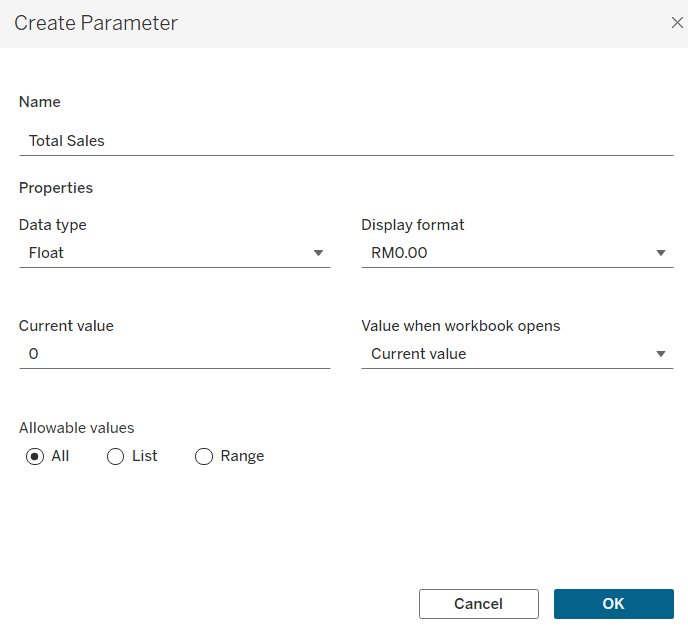 Create Parameter
Name
Total Sales
Properties
Data type
Display format
Float
RM0.00
Current value
Value when workbook opens
0
Current value
Allowable values
All
List
Range
Cancel
OK